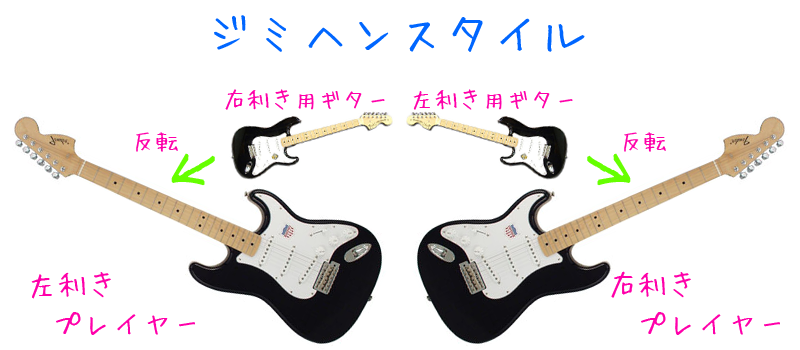 ジミヘンスタイル
右利き用ギター
左利き用ギター
反転
反転
左利き
プレイヤー
右利き
プレイヤー